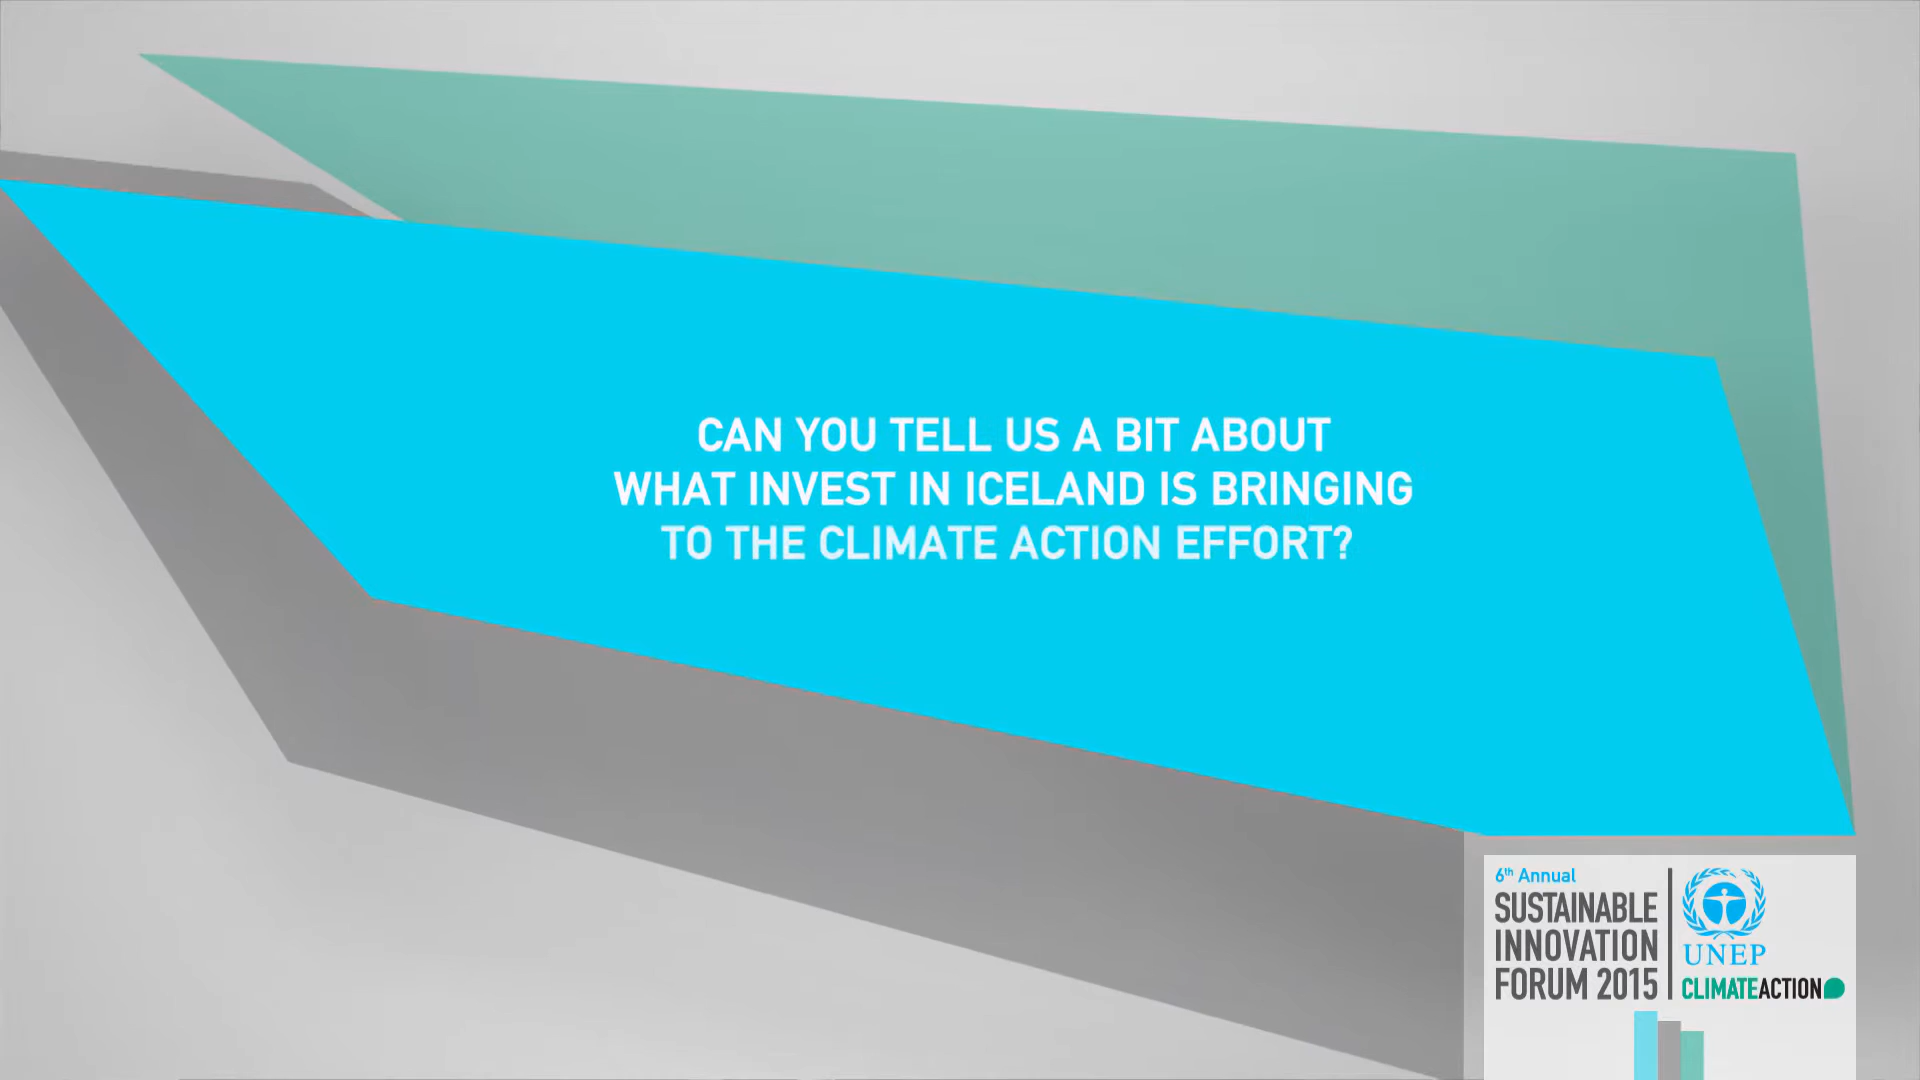 CAN YOU TELL US A BIT ABOUT
WHAT INVEST IN ICELAND IS BRINGING
TO THE CLIMATE ACTION EFFORT?
6th Annual
SUSTAINABLE
INNOVATION
FORUM 2015
UNEP
CLIMATEACTION